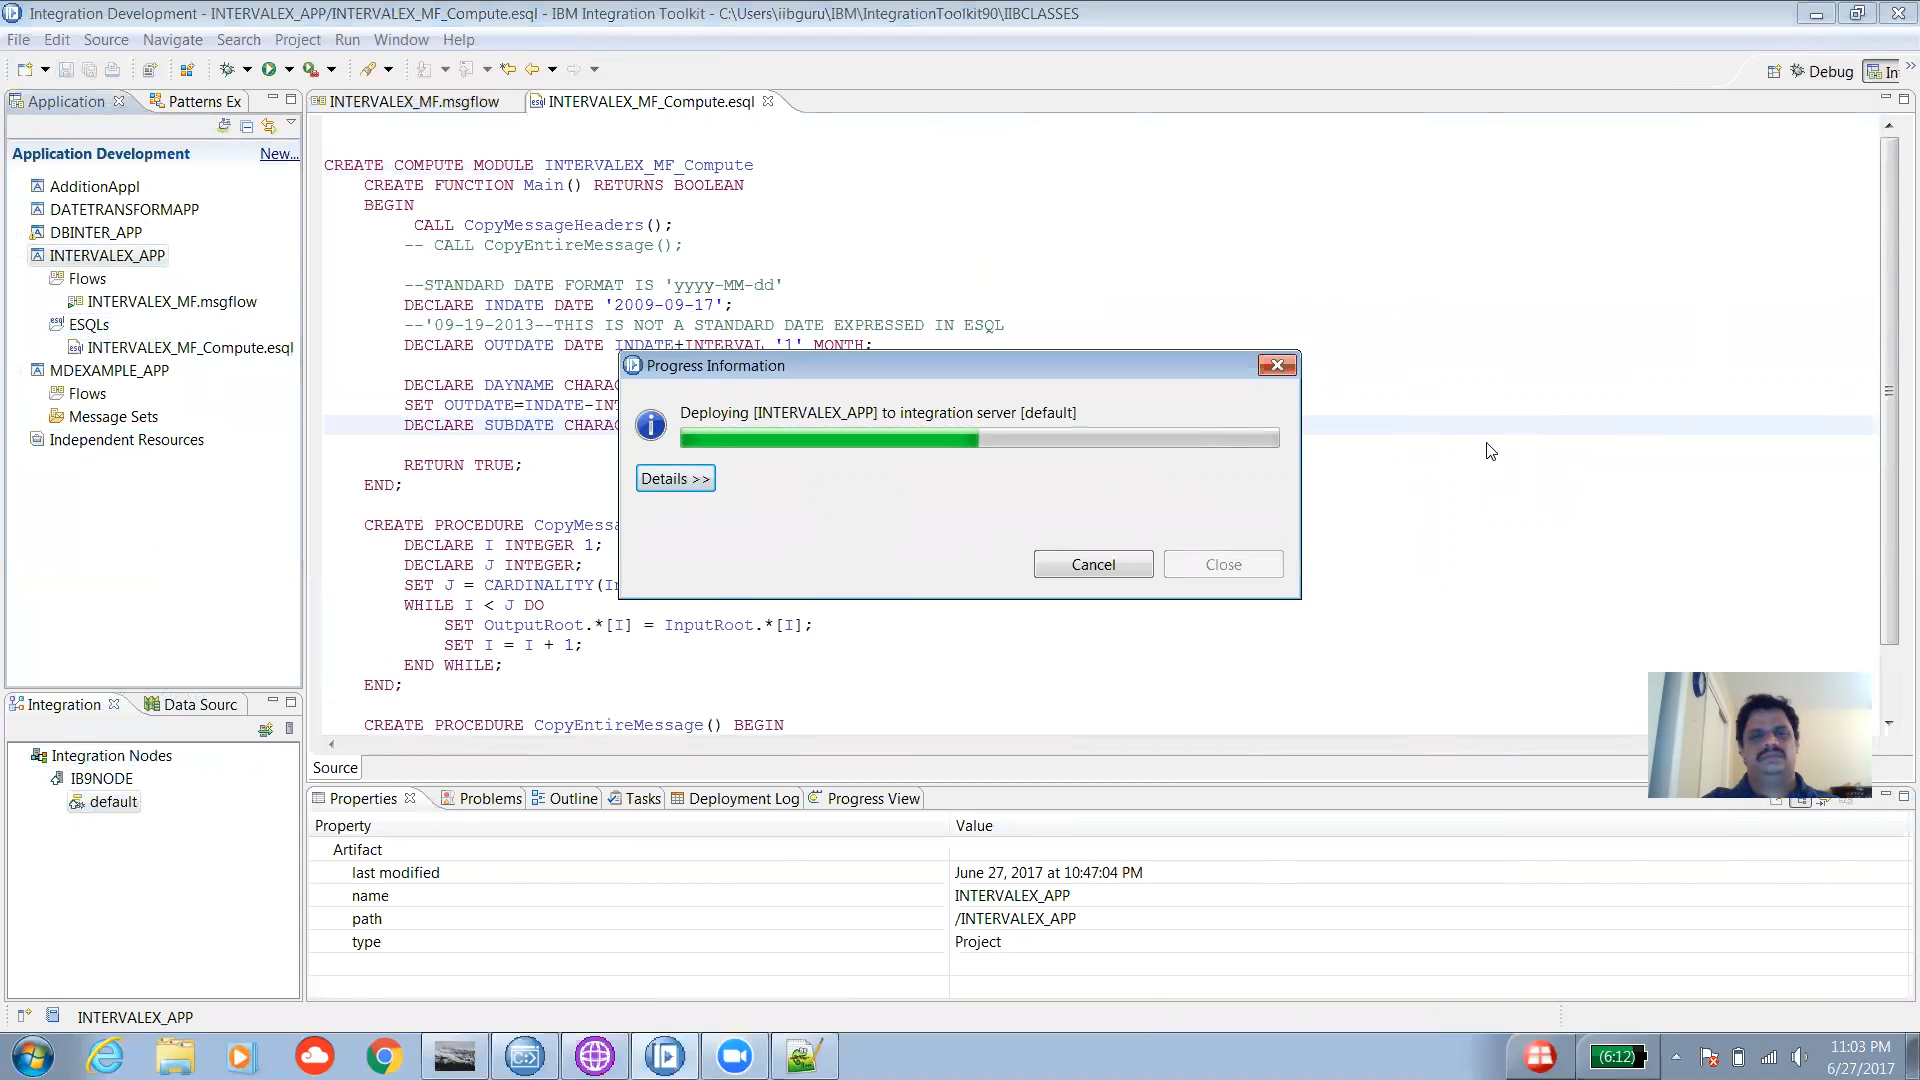 Integration Development - INTERVALEX_APP/INTERVALEX_MF_Compute.esql - IBM Integration Toolkit - C:\Users\iibguru\IBM\IntegrationToolkit90\IIBCLASSES
File Edit Source Navigate Search Project Run Window Help
Debug In
Application
Patterns Ex
INTERVALEX_MF.msgflow
INTERVALEX_MF_Compute.esql
Application Development New...
AdditionAppl
DATETRANSFORMAPP
DBINTER_APP
INTERVALEX_APP
Flows
INTERVALEX_MF.msgflow
ESQLs
INTERVALEX_MF_Compute.esql
MDEXAMPLE_APP
Flows
Message Sets
Independent Resources
CREATE COMPUTE MODULE INTERVALEX_MF_Compute
CREATE FUNCTION Main() RETURNS BOOLEAN
BEGIN
CALL CopyMessageHeaders();
-- CALL CopyEntireMessage();
--STANDARD DATE FORMAT IS 'yyyy-MM-dd'
DECLARE INDATE DATE '2009-09-17';
--'09-19-2013--THIS IS NOT A STANDARD DATE EXPRESSED IN ESQL
DECLARE OUTDATE DATE INDATE+INTERVAL '1' MONTH;
DECLARE DAYNAME CHARAC
SET OUTDATE=INDATE-INT
DECLARE SUBDATE CHARAC
RETURN TRUE;
END;
CREATE PROCEDURE CopyMessa
DECLARE I INTEGER 1;
DECLARE J INTEGER;
SET J = CARDINALITY(In
WHILE I < J DO
SET OutputRoot.*[I] = InputRoot.*[I];
SET I = I + 1;
END WHILE;
END;
CREATE PROCEDURE CopyEntireMessage() BEGIN
Source
Progress Information
Deploying [INTERVALEX_APP] to integration server [default]
Details >>
Cancel
Close
Integration
Data Sourc
Integration Nodes
IB9NODE
default
Properties
Problems
Outline
Tasks
Deployment Log
Progress View
Property Value
Artifact
last modified June 27, 2017 at 10:47:04 PM
name INTERVALEX_APP
path /INTERVALEX_APP
type Project
INTERVALEX_APP
(6:12)
11:03 PM
6/27/2017